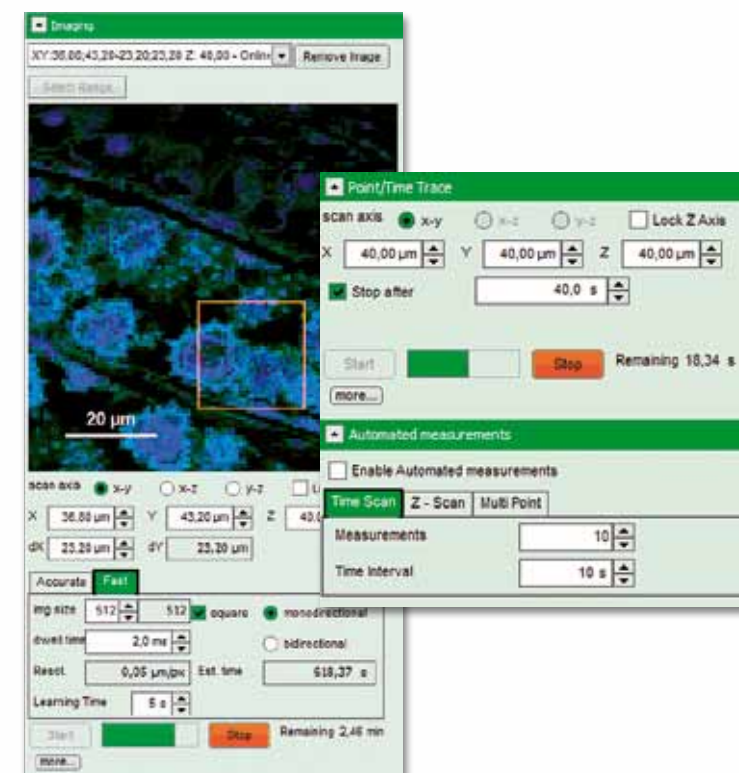 Imaging
XY:36,80;43,20-23,20;23,20 Z: 40,00 - Online
Remove Image
Select Range
20 µm
scan axis x-y x-z y-z
X 36.80 µm Y 43,20 µm Z
dX 23.20 µm dY 23,20 µm
Accurate Fast
img size 512 512 square monodirectional
dwell time 2,0 ms bidirectional
Resol. 0,05 µm/px Est. time 618,37 s
Learning Time 5 s
Start Stop Remaining 2,46 min
more...
Point/Time Trace
scan axis x-y x-z y-z Lock Z Axis
X 40,00 µm Y 40,00 µm Z 40,00 µm
Stop after 40,0 s
Start Stop Remaining 18,34 s
more...
Automated measurements
Enable Automated measurements
Time Scan Z - Scan Multi Point
Measurements 10
Time Interval 10 s